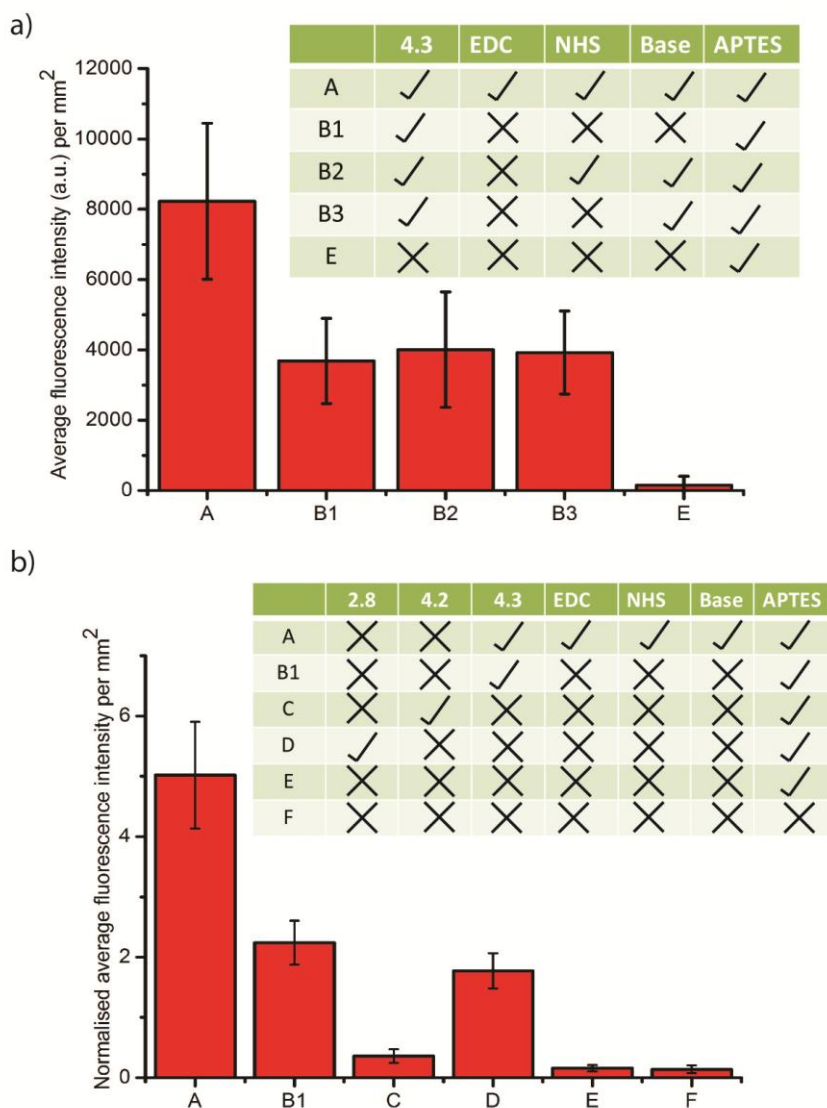 a)
4.3 EDC NHS Base APTES
A ✓ ✓ ✓ ✓ ✓
B1 ✓ ✕ ✕ ✕ ✓
B2 ✓ ✕ ✓ ✓ ✓
B3 ✓ ✕ ✕ ✓ ✓
E ✕ ✕ ✕ ✕ ✓
Average fluorescence intensity (a.u.) per mm²
12000
10000
8000
6000
4000
2000
0
A B1 B2 B3 E
b)
2.8 4.2 4.3 EDC NHS Base APTES
A ✕ ✕ ✓ ✓ ✓ ✓ ✓
B1 ✕ ✕ ✓ ✕ ✕ ✕ ✓
C ✕ ✓ ✕ ✕ ✕ ✕ ✓
D ✓ ✕ ✕ ✕ ✕ ✕ ✓
E ✕ ✕ ✕ ✕ ✕ ✕ ✓
F ✕ ✕ ✕ ✕ ✕ ✕ ✕
Normalised average fluorescence intensity per mm²
6
4
2
0
A B1 C D E F